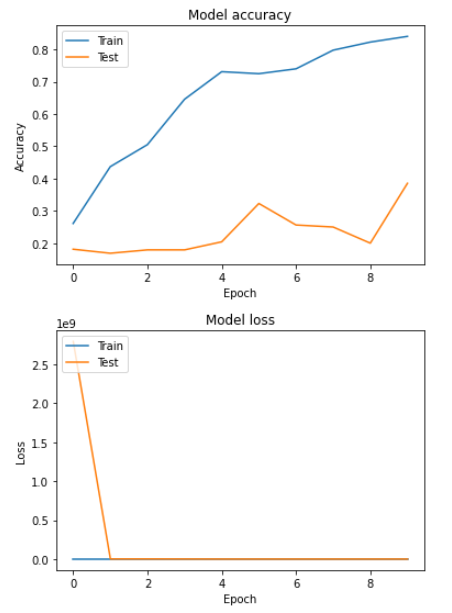 Model accuracy
Train
Test
0.8
0.7
0.6
0.5
0.4
0.3
0.2
Accuracy
0 2 4 6 8
Epoch
Model loss
1e9
Train
Test
2.5
2.0
1.5
1.0
0.5
0.0
Loss
0 2 4 6 8
Epoch